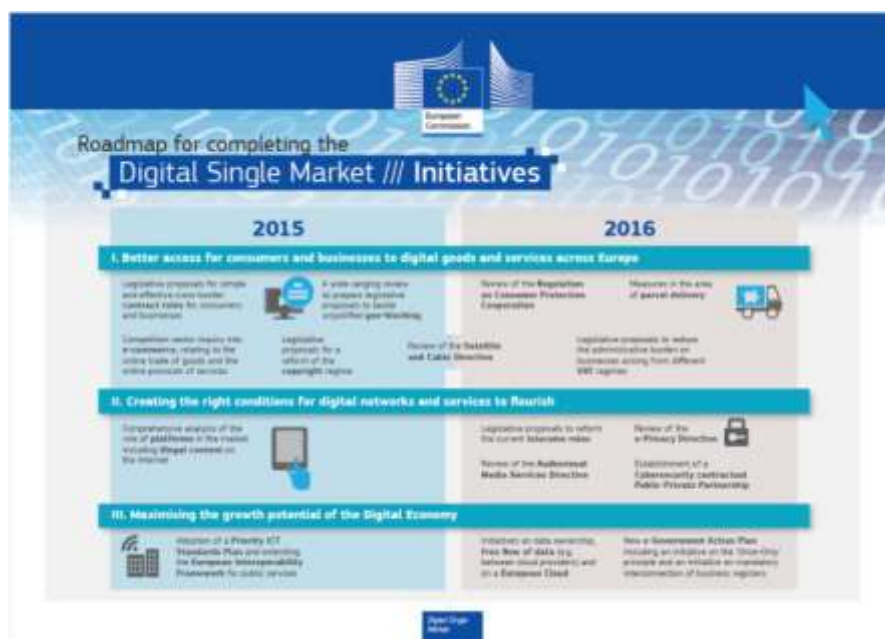 European
Commission
Roadmap for completing the
Digital Single Market /// Initiatives
2015
2016
I. Better access for consumers and businesses to digital goods and services across Europe
Legislative proposals for simple
and effective cross-border
contract rules for consumers
and businesses
A wide ranging review
to prepare legislative
proposals to tackle
unjustified geo-blocking
Review of the Regulation
on Consumer Protection
Cooperation
Measures in the area
of parcel delivery
Competition sector inquiry into
e-commerce, relating to the
online trade of goods and the
online provision of services
Legislative
proposals for a
reform of the
copyright regime
Review of the Satellite
and Cable Directive
Legislative proposals to reduce
the administrative burden on
businesses arising from different
VAT regimes
II. Creating the right conditions for digital networks and services to flourish
Comprehensive analysis of the
role of platforms in the market
including illegal content on
the Internet
Legislative proposals to reform
the current telecoms rules
Review of the
e-Privacy Directive
Review of the Audiovisual
Media Services Directive
Establishment of a
Cybersecurity contractual
Public-Private Partnership
III. Maximising the growth potential of the Digital Economy
Adoption of a Priority ICT
Standards Plan and extending
the European Interoperability
Framework for public services
Initiatives on data ownership,
free flow of data (e.g.
between cloud providers) and
on a European Cloud
New e-Government Action Plan
including an initiative on the 'Once-Only'
principle and an initiative on mandatory
interconnection of business registers
Digital Single
Market